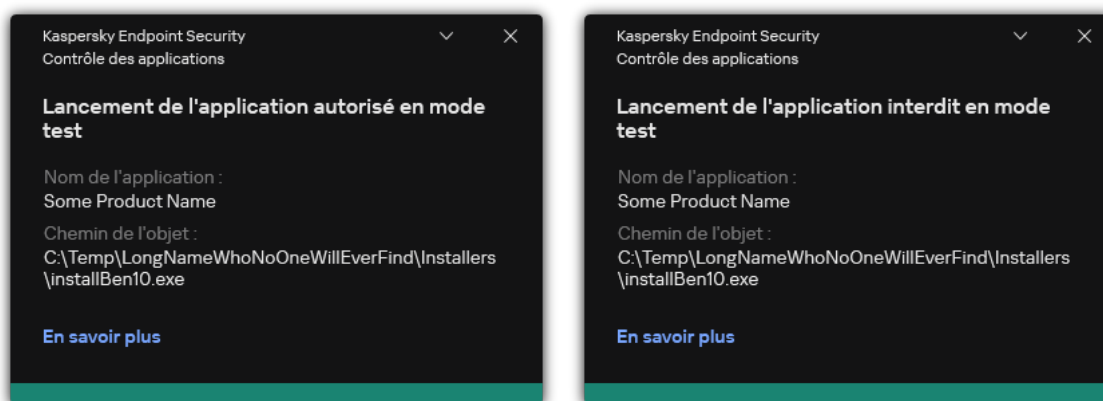 Kaspersky Endpoint Security
Contrôle des applications
Lancement de l'application autorisé en mode
test
Nom de l'application :
Some Product Name
Chemin de l'objet :
C:\Temp\LongNameWhoNoOneWillEverFind\Installers
\installBen10.exe
En savoir plus
Kaspersky Endpoint Security
Contrôle des applications
Lancement de l'application interdit en mode
test
Nom de l'application :
Some Product Name
Chemin de l'objet :
C:\Temp\LongNameWhoNoOneWillEverFind\Installers
\installBen10.exe
En savoir plus